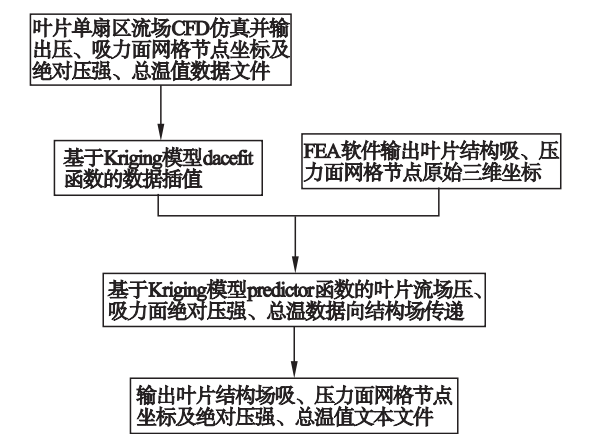 叶片单扇区流场CFD仿真并输
出压、吸力面网格节点坐标及
绝对压强、总温值数据文件
基于Kriging模型dacefit
函数的数据插值
FEA软件输出叶片结构吸、压
力面网格节点原始三维坐标
基于Kriging模型predictor函数的叶片流场压、
吸力面绝对压强、总温数据向结构场传递
输出叶片结构场吸、压力面网格节点
坐标及绝对压强、总温值文本文件